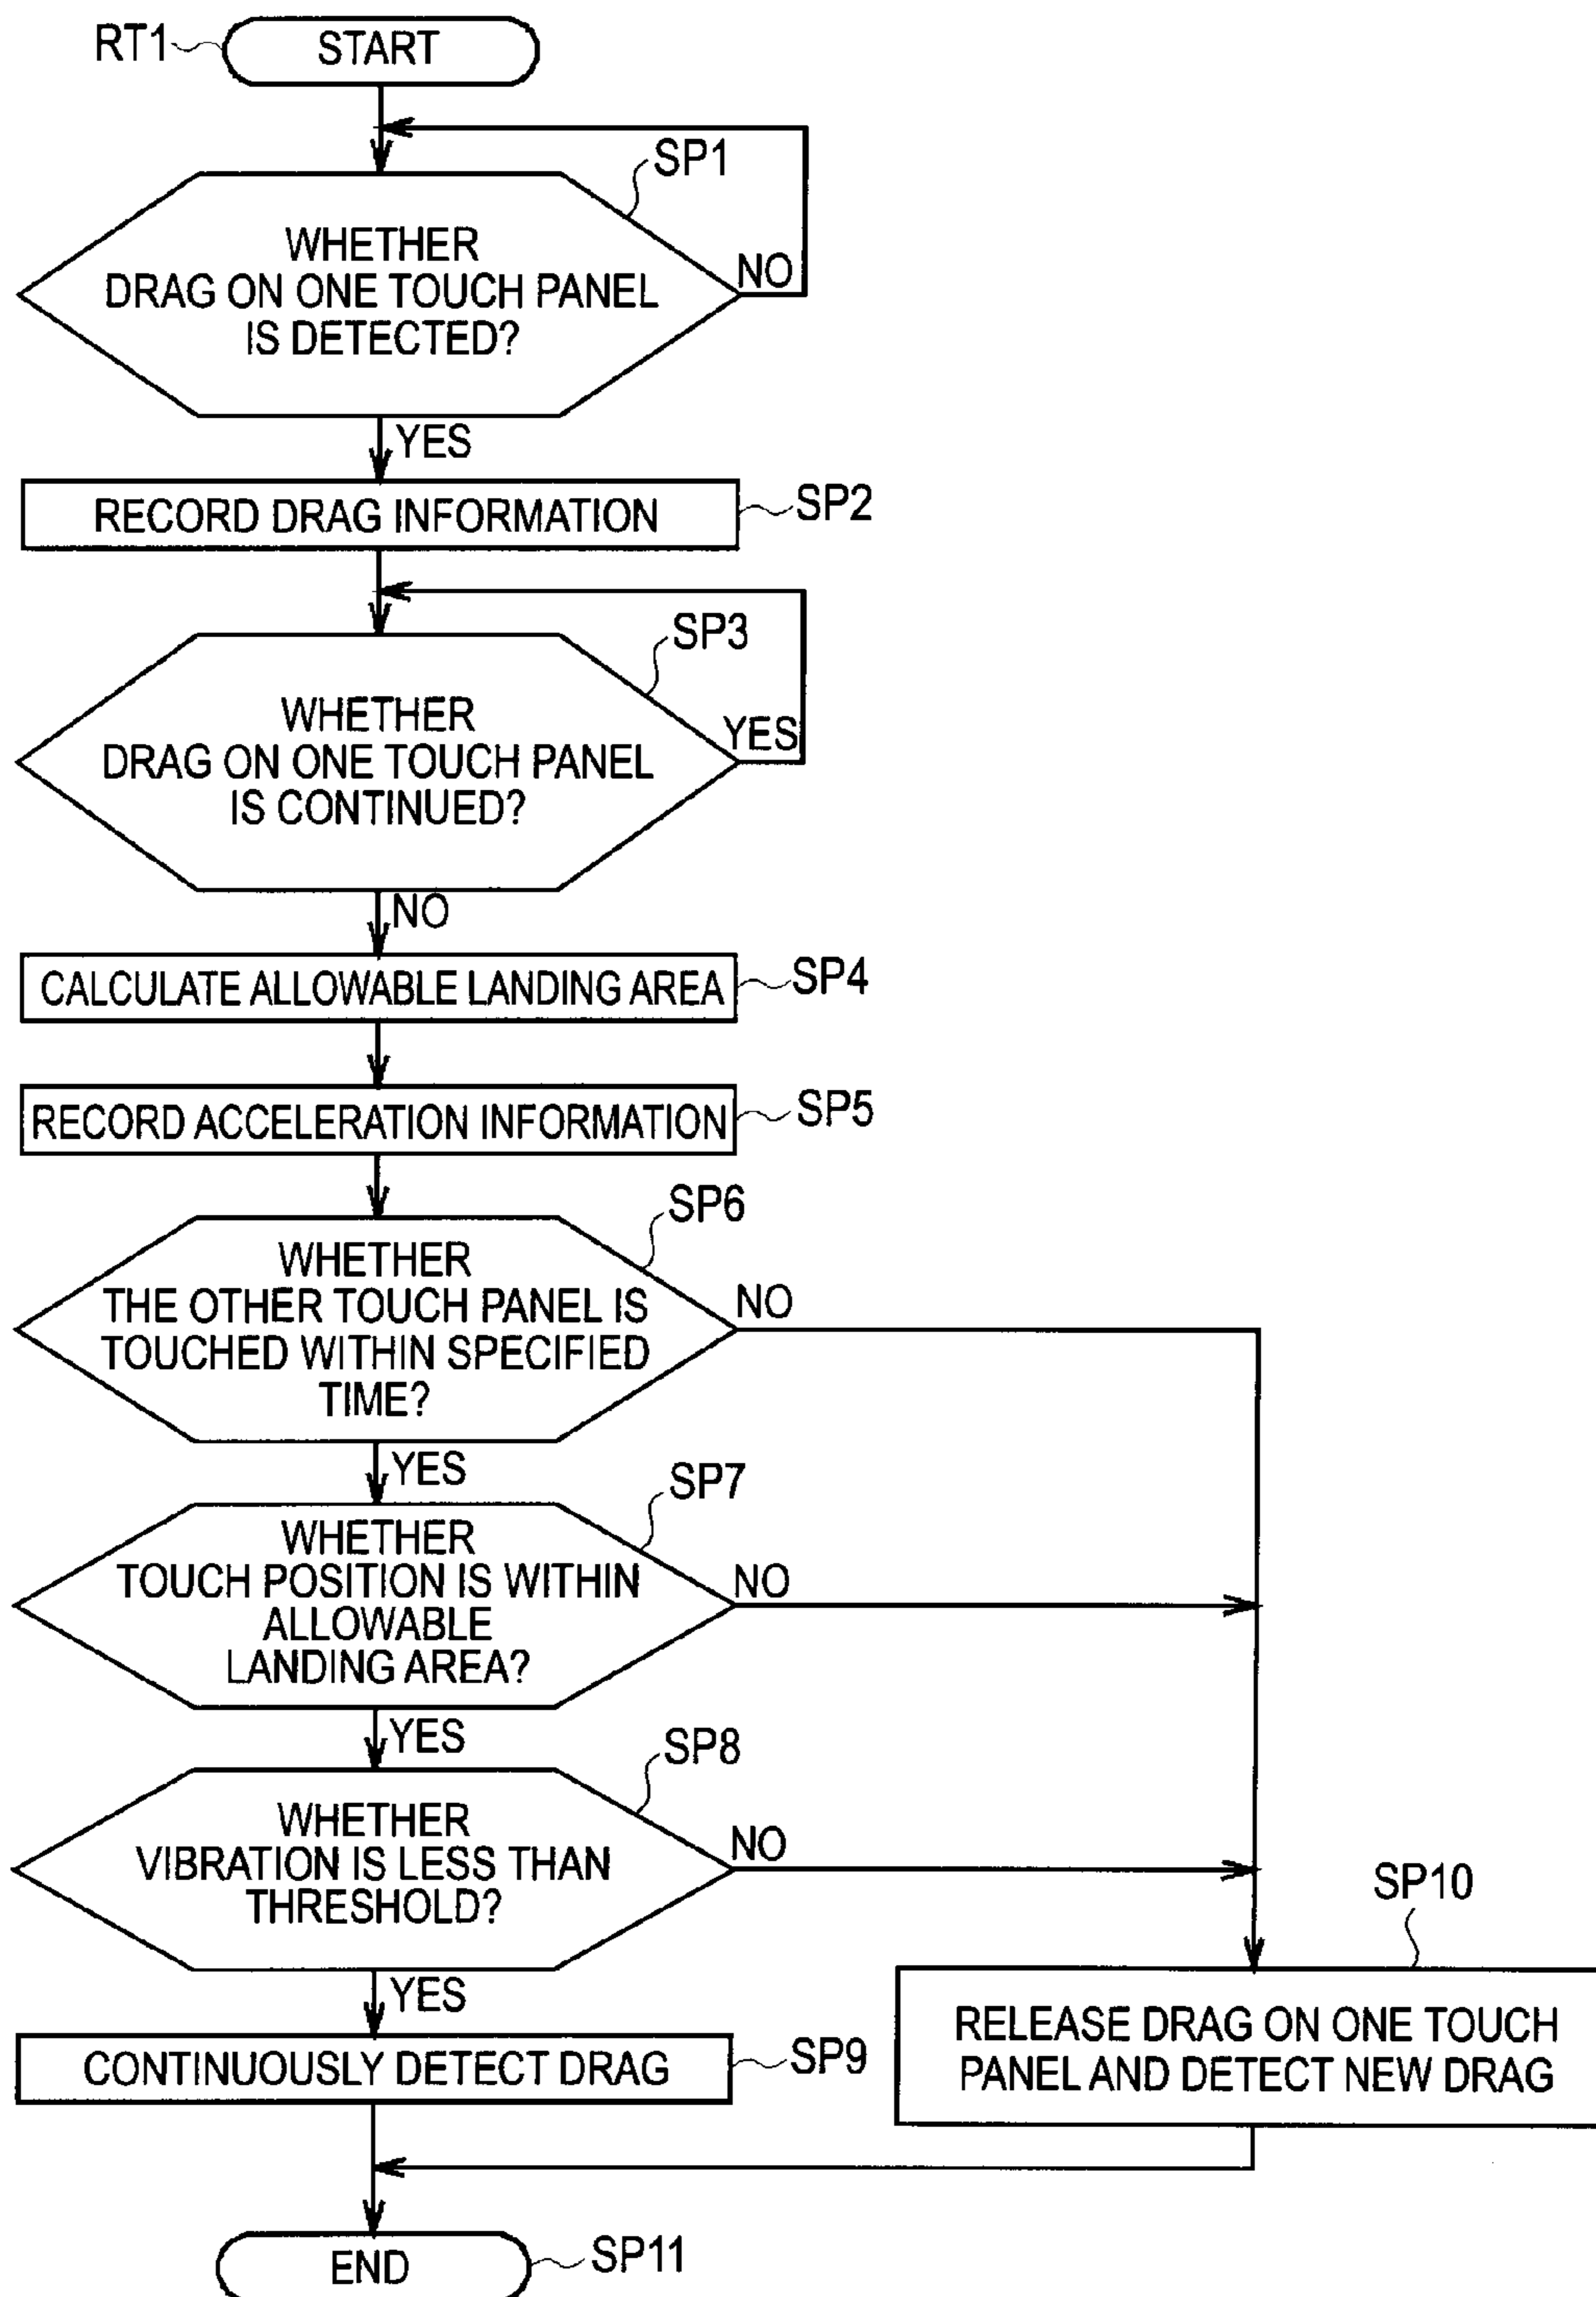 RT1
START
SP1
WHETHER
DRAG ON ONE TOUCH PANEL
IS DETECTED?
NO
YES
RECORD DRAG INFORMATION
SP2
SP3
WHETHER
DRAG ON ONE TOUCH PANEL
IS CONTINUED?
YES
NO
CALCULATE ALLOWABLE LANDING AREA
SP4
RECORD ACCELERATION INFORMATION
SP5
SP6
WHETHER
THE OTHER TOUCH PANEL IS
TOUCHED WITHIN SPECIFIED
TIME?
NO
YES
SP7
WHETHER
TOUCH POSITION IS WITHIN
ALLOWABLE
LANDING AREA?
NO
YES
SP8
WHETHER
VIBRATION IS LESS THAN
THRESHOLD?
NO
YES
CONTINUOUSLY DETECT DRAG
SP9
SP10
RELEASE DRAG ON ONE TOUCH
PANEL AND DETECT NEW DRAG
END
SP11